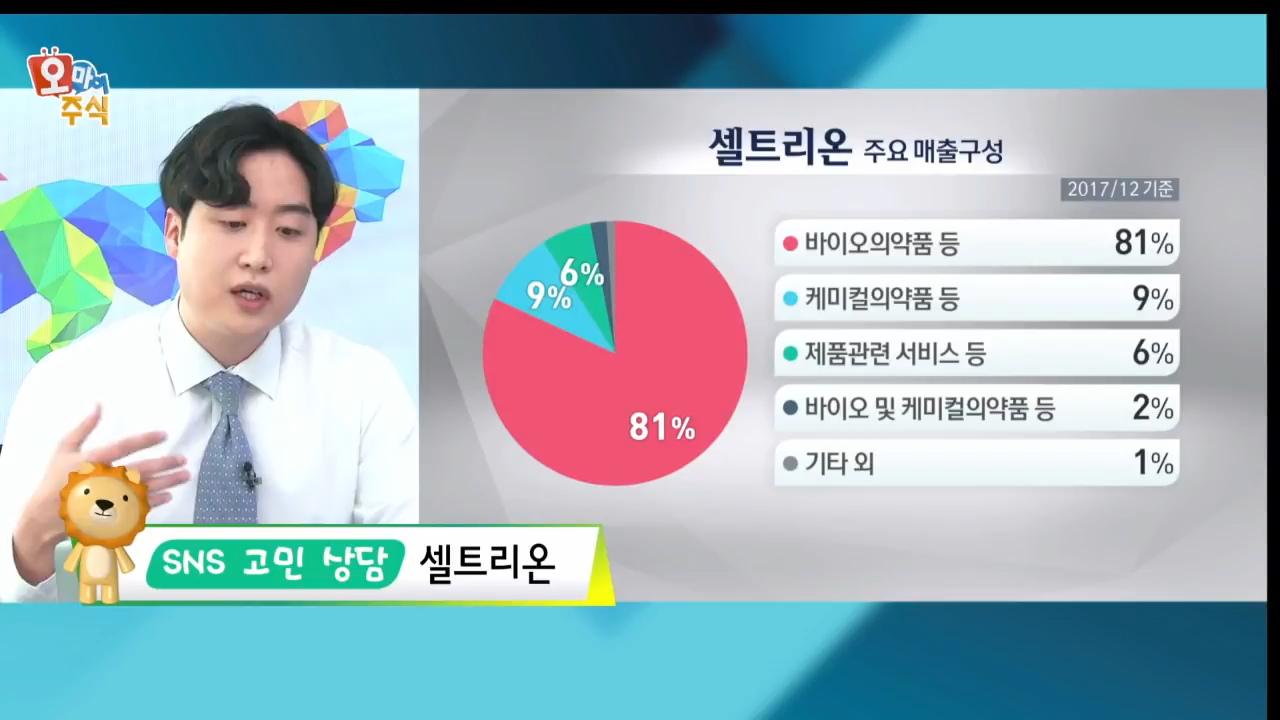 오마이
주식
셀트리온 주요 매출구성
2017/12 기준
바이오의약품 등 81%
케미컬의약품 등 9%
제품관련 서비스 등 6%
바이오 및 케미컬의약품 등 2%
기타 외 1%
6%
9%
81%
SNS 고민 상담 셀트리온